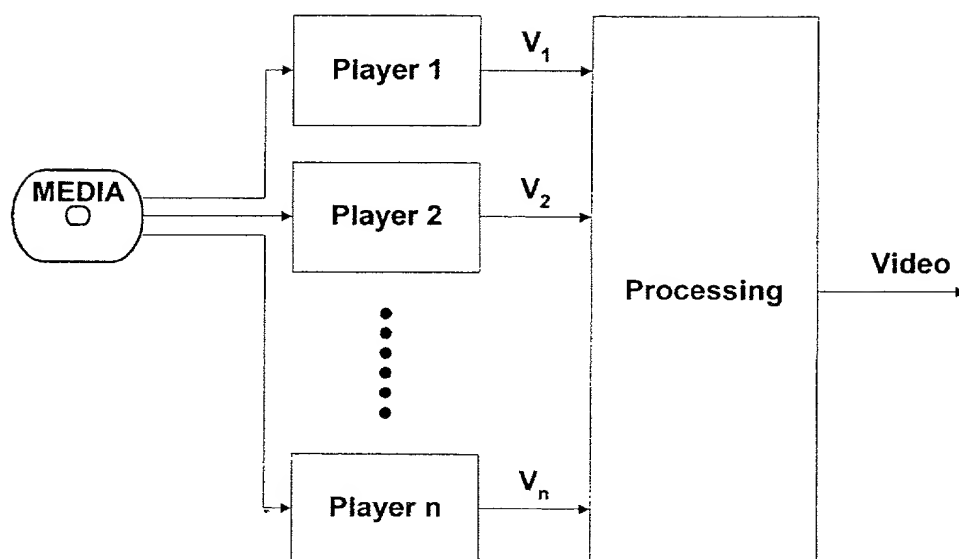 Player 1
V1
MEDIA
Player 2
V2
Processing
Video
Player n
Vn